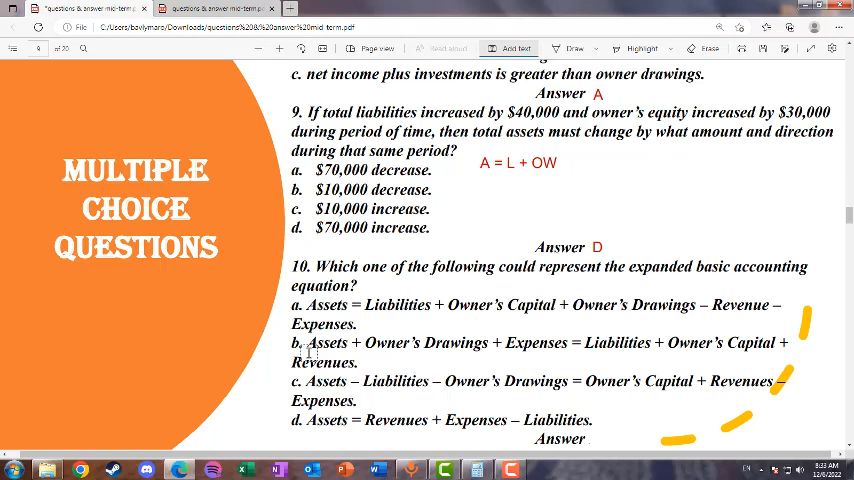 *questions & answer mid-term p
questions & answer mid-term.pdf
File
C:/Users/bavlymaro/Downloads/questions%20&%20answer%20mid-term.pdf
9
of 20
Page view
Read aloud
Add text
Draw
Highlight
Erase
c. net income plus investments is greater than owner drawings.
Answer A
9. If total liabilities increased by $40,000 and owner's equity increased by $30,000
during period of time, then total assets must change by what amount and direction
during that same period?
A = L + OW
a. $70,000 decrease.
b. $10,000 decrease.
c. $10,000 increase.
d. $70,000 increase.
Answer D
MULTIPLE
CHOICE
QUESTIONS
10. Which one of the following could represent the expanded basic accounting
equation?
a. Assets = Liabilities + Owner's Capital + Owner's Drawings – Revenue –
Expenses.
b. Assets + Owner's Drawings + Expenses = Liabilities + Owner's Capital +
Revenues.
c. Assets – Liabilities – Owner's Drawings = Owner's Capital + Revenues –
Expenses.
d. Assets = Revenues + Expenses – Liabilities.
Answer
EN
8:33 AM
12/6/2022